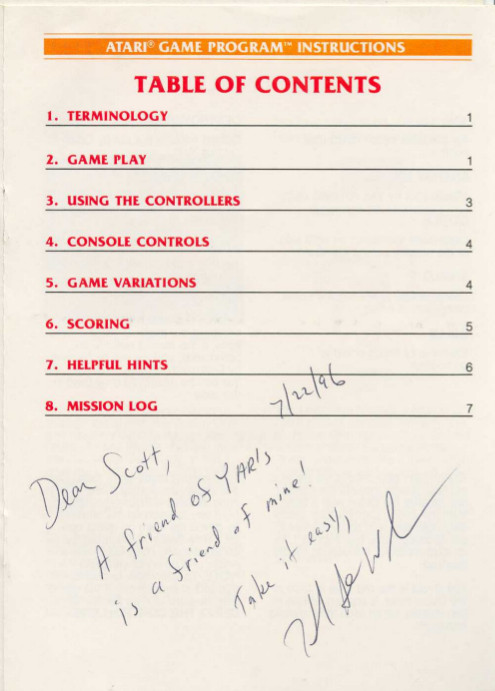 ATARI® GAME PROGRAM™ INSTRUCTIONS
TABLE OF CONTENTS
1. TERMINOLOGY 1
2. GAME PLAY 1
3. USING THE CONTROLLERS 3
4. CONSOLE CONTROLS 4
5. GAME VARIATIONS 4
6. SCORING 5
7. HELPFUL HINTS 6
8. MISSION LOG 7
7/22/96
Dear Scott,
A friend of YAR's
is a friend of mine!
Take it easy,